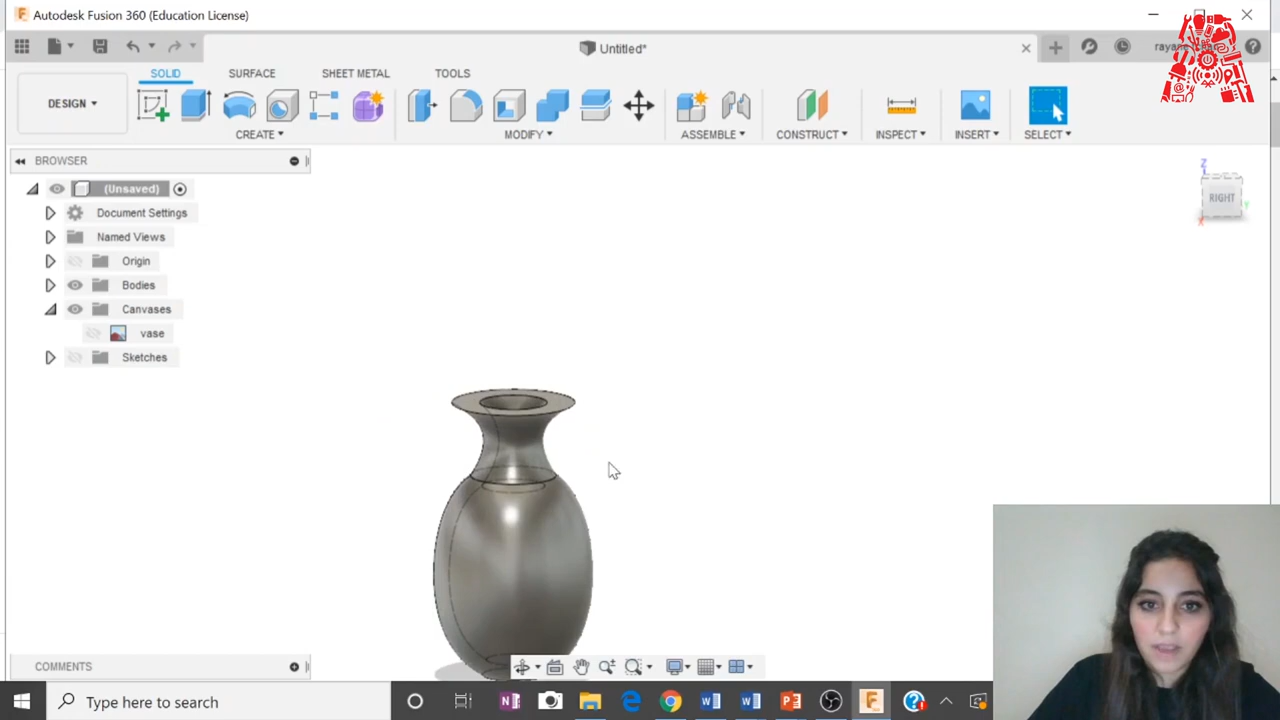 Autodesk Fusion 360 (Education License)
Untitled*
SOLID SURFACE SHEET METAL TOOLS
DESIGN
CREATE MODIFY ASSEMBLE CONSTRUCT INSPECT INSERT SELECT
BROWSER
(Unsaved)
Document Settings
Named Views
Origin
Bodies
Canvases
vase
Sketches
Z
RIGHT
Y
X
COMMENTS
Type here to search